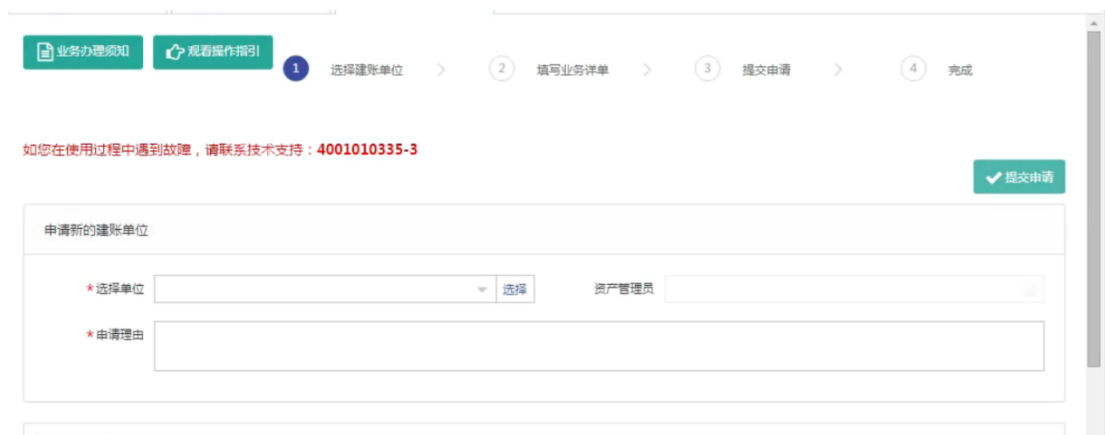 业务办理须知 观看操作指引
1 选择建账单位 > 2 填写业务详单 > 3 提交申请 > 4 完成
如您在使用过程中遇到故障，请联系技术支持：4001010335-3
提交申请
申请新的建账单位
*选择单位 选择 资产管理员
*申请理由